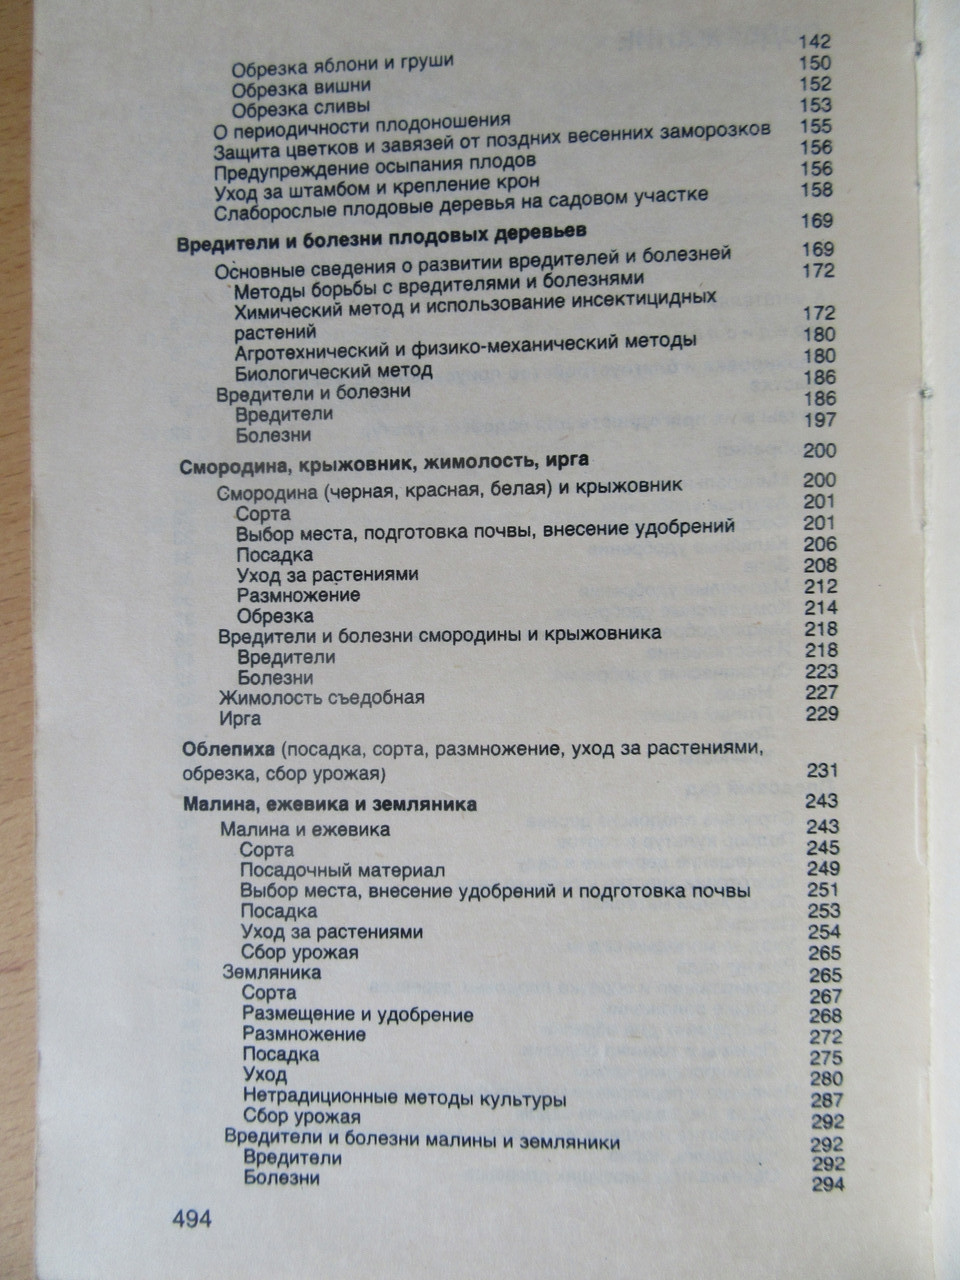 Обрезка яблони и груши 142
Обрезка вишни 150
Обрезка сливы 152
О периодичности плодоношения 153
Защита цветков и завязей от поздних весенних заморозков 155
Предупреждение осыпания плодов 156
Уход за штамбом и крепление крон 156
Слаборослые плодовые деревья на садовом участке 158
Вредители и болезни плодовых деревьев 169
Основные сведения о развитии вредителей и болезней 169
Методы борьбы с вредителями и болезнями 172
Химический метод и использование инсектицидных
растений 172
Агротехнический и физико-механический методы 180
Биологический метод 180
Вредители и болезни 186
Вредители 186
Болезни 197
Смородина, крыжовник, жимолость, ирга 200
Смородина (черная, красная, белая) и крыжовник 200
Сорта 201
Выбор места, подготовка почвы, внесение удобрений 201
Посадка 206
Уход за растениями 208
Размножение 212
Обрезка 214
Вредители и болезни смородины и крыжовника 218
Вредители 218
Болезни 223
Жимолость съедобная 227
Ирга 229
Облепиха (посадка, сорта, размножение, уход за растениями,
обрезка, сбор урожая) 231
Малина, ежевика и земляника 243
Малина и ежевика 243
Сорта 245
Посадочный материал 249
Выбор места, внесение удобрений и подготовка почвы 251
Посадка 253
Уход за растениями 254
Сбор урожая 265
Земляника 265
Сорта 267
Размещение и удобрение 268
Размножение 272
Посадка 275
Уход 280
Нетрадиционные методы культуры 287
Сбор урожая 292
Вредители и болезни малины и земляники 292
Вредители 292
Болезни 294
494